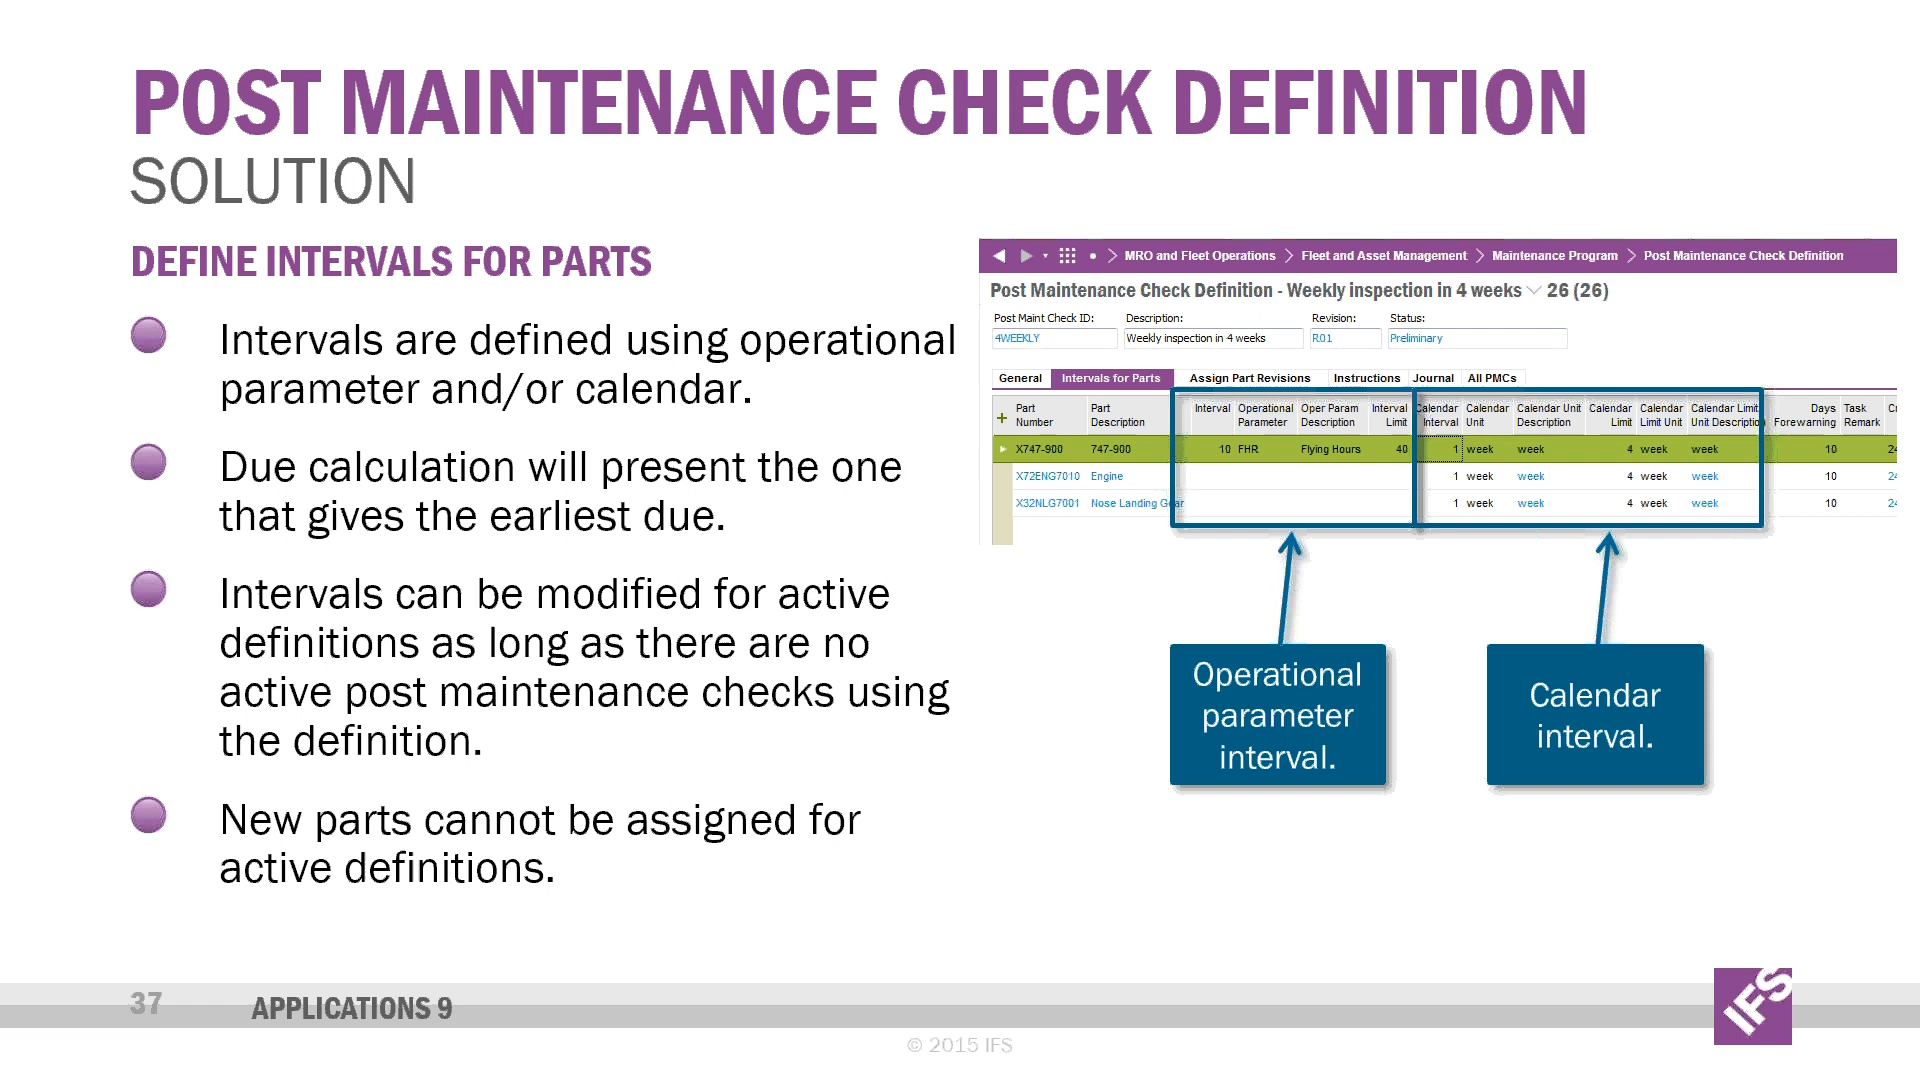 POST MAINTENANCE CHECK DEFINITION
SOLUTION
DEFINE INTERVALS FOR PARTS
Intervals are defined using operational
parameter and/or calendar.
Due calculation will present the one
that gives the earliest due.
Intervals can be modified for active
definitions as long as there are no
active post maintenance checks using
the definition.
New parts cannot be assigned for
active definitions.
MRO and Fleet Operations Fleet and Asset Management Maintenance Program Post Maintenance Check Definition
Post Maintenance Check Definition - Weekly inspection in 4 weeks 26 (26)
Post Maint Check ID: Description: Revision: Status:
4WEEKLY Weekly inspection in 4 weeks R01 Preliminary
General Intervals for Parts Assign Part Revisions Instructions Journal All PMCs
Part Part Interval Operational Oper Param Interval Calendar Calendar Calendar Unit Calendar Calendar Calendar Limit Days Task
Number Description Parameter Description Limit Interval Unit Description Limit Limit Unit Unit Description Forewarning Remark
X747-900 747-900 10 FHR Flying Hours 40 1 week week 4 week week 10
X72ENG7010 Engine 1 week week 4 week week 10
X32NLG7001 Nose Landing Gear 1 week week 4 week week 10
Operational
parameter
interval.
Calendar
interval.
37 APPLICATIONS 9
IFS
© 2015 IFS